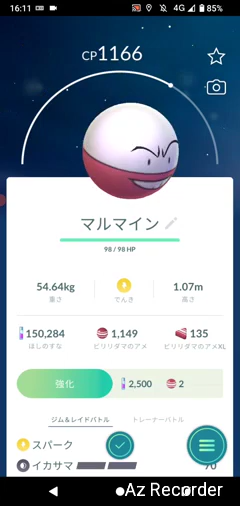 16:11 4G 85%
CP1166
マルマイン
98 / 98 HP
54.64kg でんき 1.07m
重さ 高さ
150,284 1,149 135
ほしのすな ビリリダマのアメ ビリリダマのアメXL
強化 2,500 2
ジム&レイドバトル トレーナーバトル
スパーク
イカサマ 70
Az Recorder